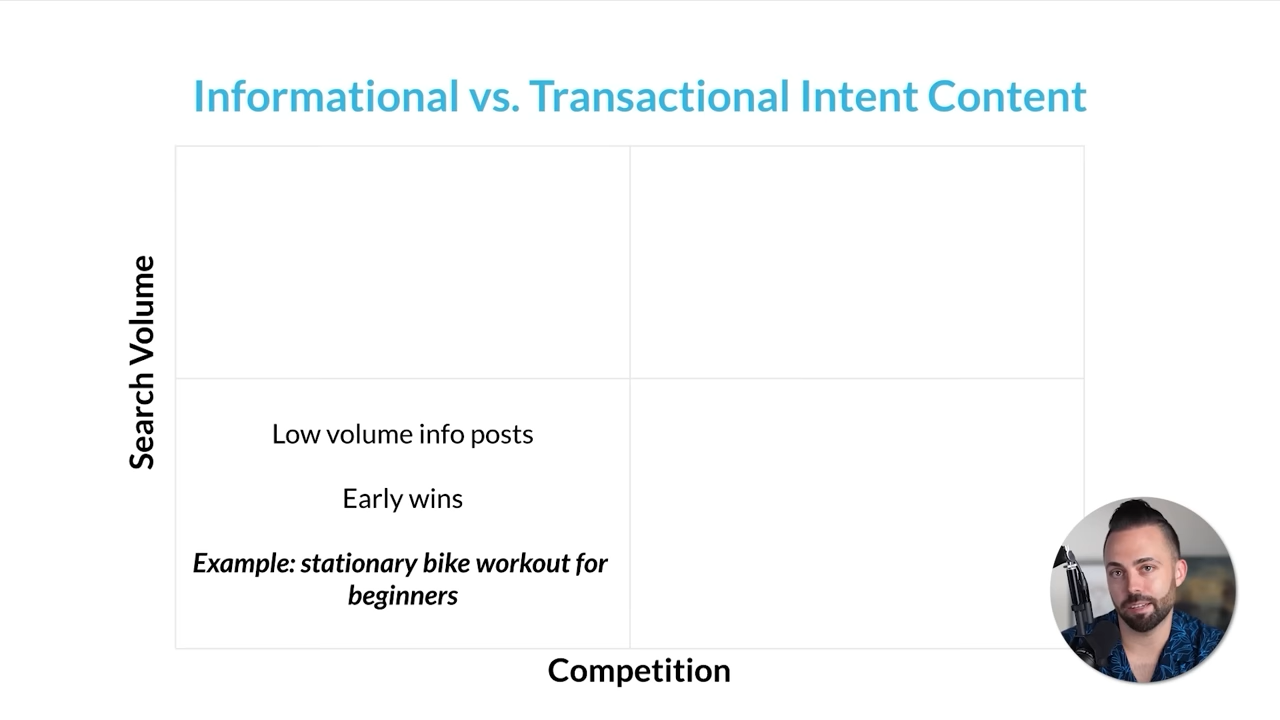 Informational vs. Transactional Intent Content
Search Volume
Low volume info posts
Early wins
Example: stationary bike workout for
beginners
Competition